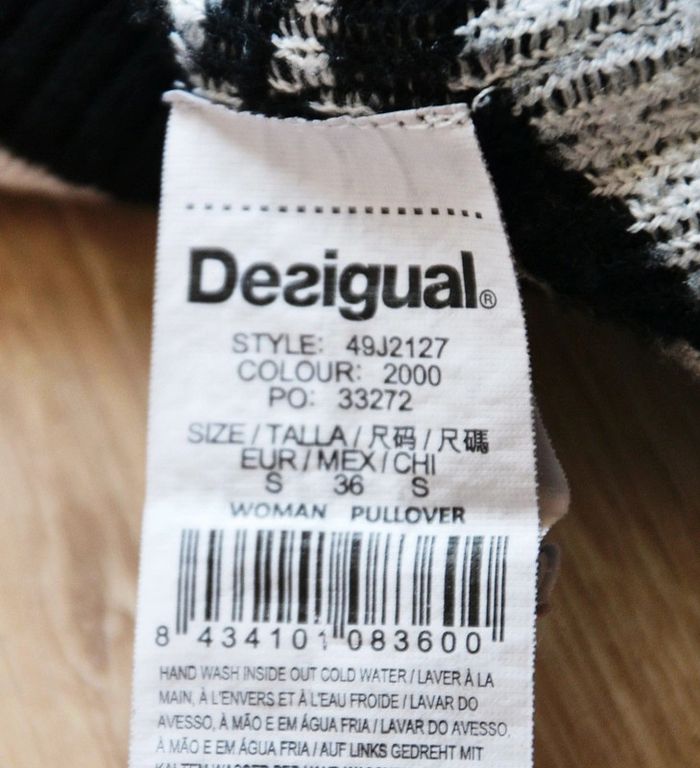 Desigual®
STYLE: 49J2127
COLOUR: 2000
PO: 33272
SIZE / TALLA / 尺码 / 尺碼
EUR / MEX / CHI
S 36 S
WOMAN PULLOVER
8 434101 083600
HAND WASH INSIDE OUT COLD WATER / LAVER À LA
MAIN, À L'ENVERS ET À L'EAU FROIDE / LAVAR DO
AVESSO, À MÃO E EM ÁGUA FRIA / LAVAR DO AVESSO,
À MÃO E EM ÁGUA FRIA / AUF LINKS GEDREHT MIT